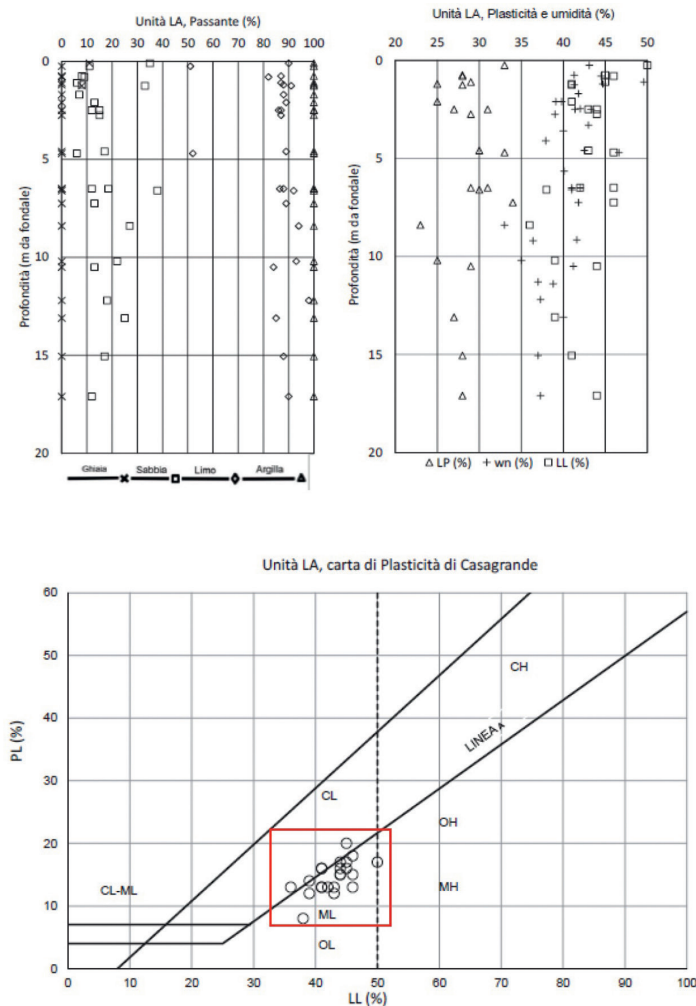 Unità LA, Passante (%)
0 10 20 30 40 50 60 70 80 90 100
0
5
10
15
20
Profondità (m da fondale)
Ghiaia Sabbia Limo Argilla
Unità LA, Plasticità e umidità (%)
20 25 30 35 40 45 50
0
5
10
15
20
Profondità (m da fondale)
LP (%) wn (%) LL (%)
Unità LA, carta di Plasticità di Casagrande
60
50
40
30
20
10
0
PL (%)
CH
LINEA A
CL
OH
CL-ML
MH
ML
OL
0 10 20 30 40 50 60 70 80 90 100
LL (%)